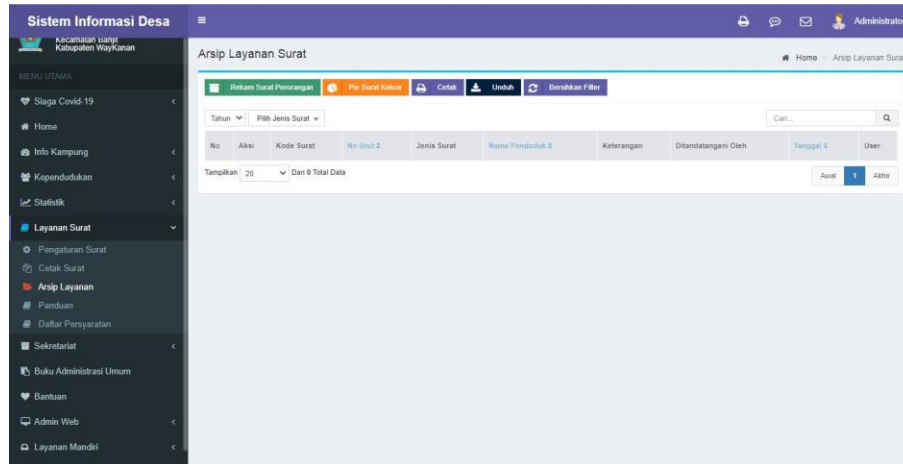 Sistem Informasi Desa
Administrator
Kecamatan Banjit
Kabupaten WayKanan
MENU UTAMA
Siaga Covid-19
Home
Info Kampung
Kependudukan
Statistik
Layanan Surat
Pengaturan Surat
Cetak Surat
Arsip Layanan
Panduan
Daftar Persyaratan
Sekretariat
Buku Administrasi Umum
Bantuan
Admin Web
Layanan Mandiri
Arsip Layanan Surat
Home Arsip Layanan Sura
Rekam Surat Perorangan Pie Surat Keluar Cetak Unduh Bersihkan Filter
Tahun Pilih Jenis Surat Cari...
No Aksi Kode Surat No Urut Jenis Surat Nama Penduduk Keterangan Ditandatangani Oleh Tanggal User
Tampilkan 20 Dari 0 Total Data
Awal 1 Akhir